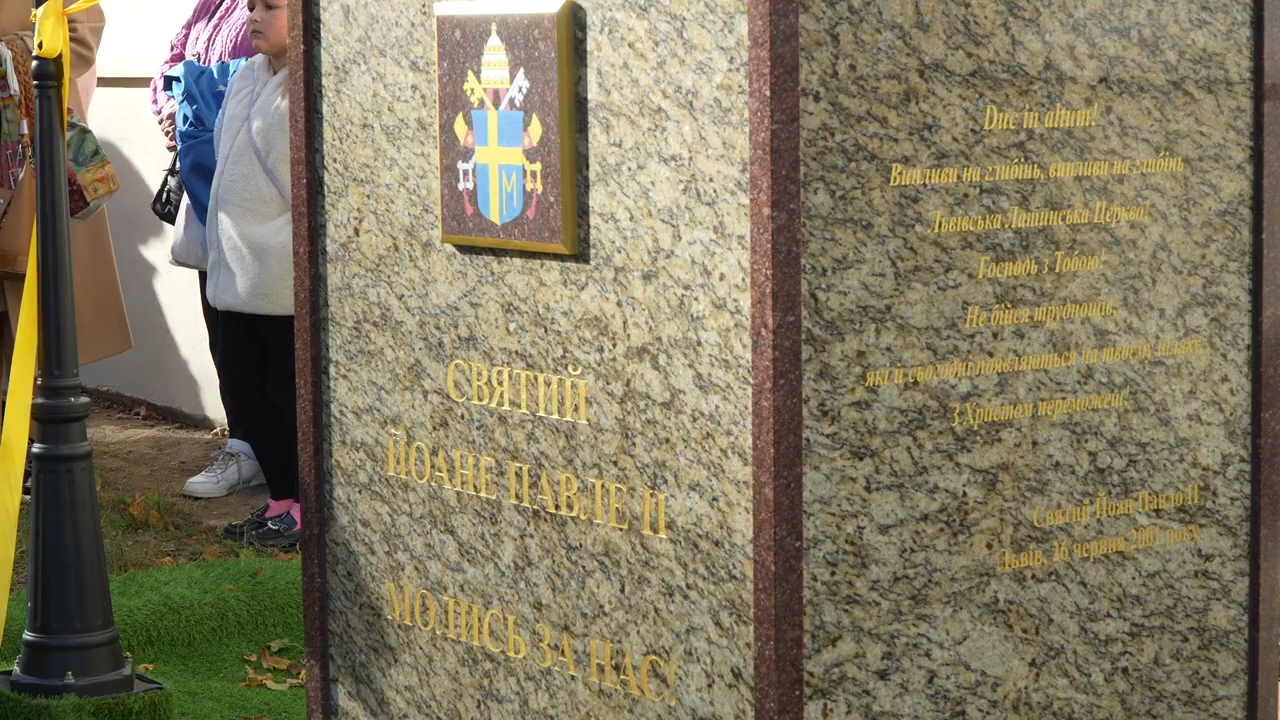 M
СВЯТИЙ
ЙОАНЕ ПАВЛЕ ІІ
МОЛИСЬ ЗА НАС!
Duc in altum!
Випливи на глибінь, випливи на глибінь
Львівська Латинська Церкво!
Господь з Тобою!
Не бійся труднощів,
які й сьогодні появляються на твоєму шляху.
З Христом переможеш!
Святий Йоан Павло ІІ
Львів, 26 червня 2001 року